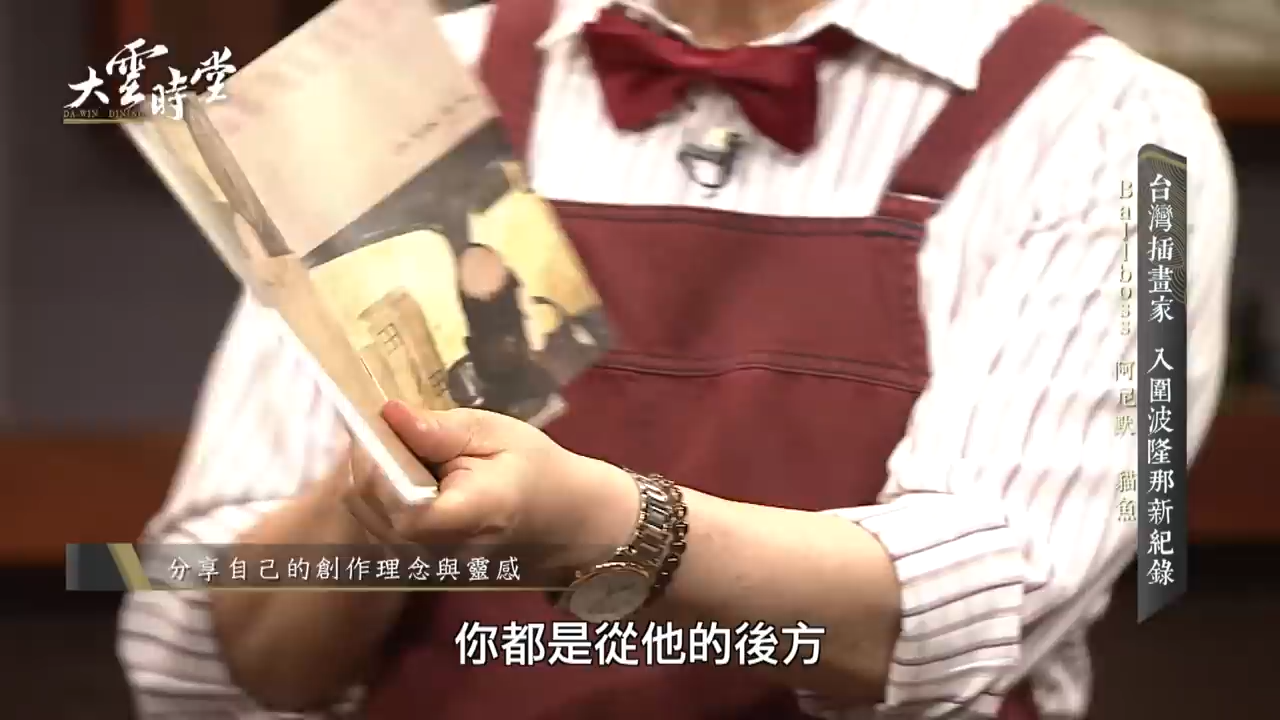 大雲時堂
DA-WIN DINING
台灣插畫家 入圍波隆那新紀錄
Ballboss 阿尼默 貓魚
分享自己的創作理念與靈感
你都是從他的後方